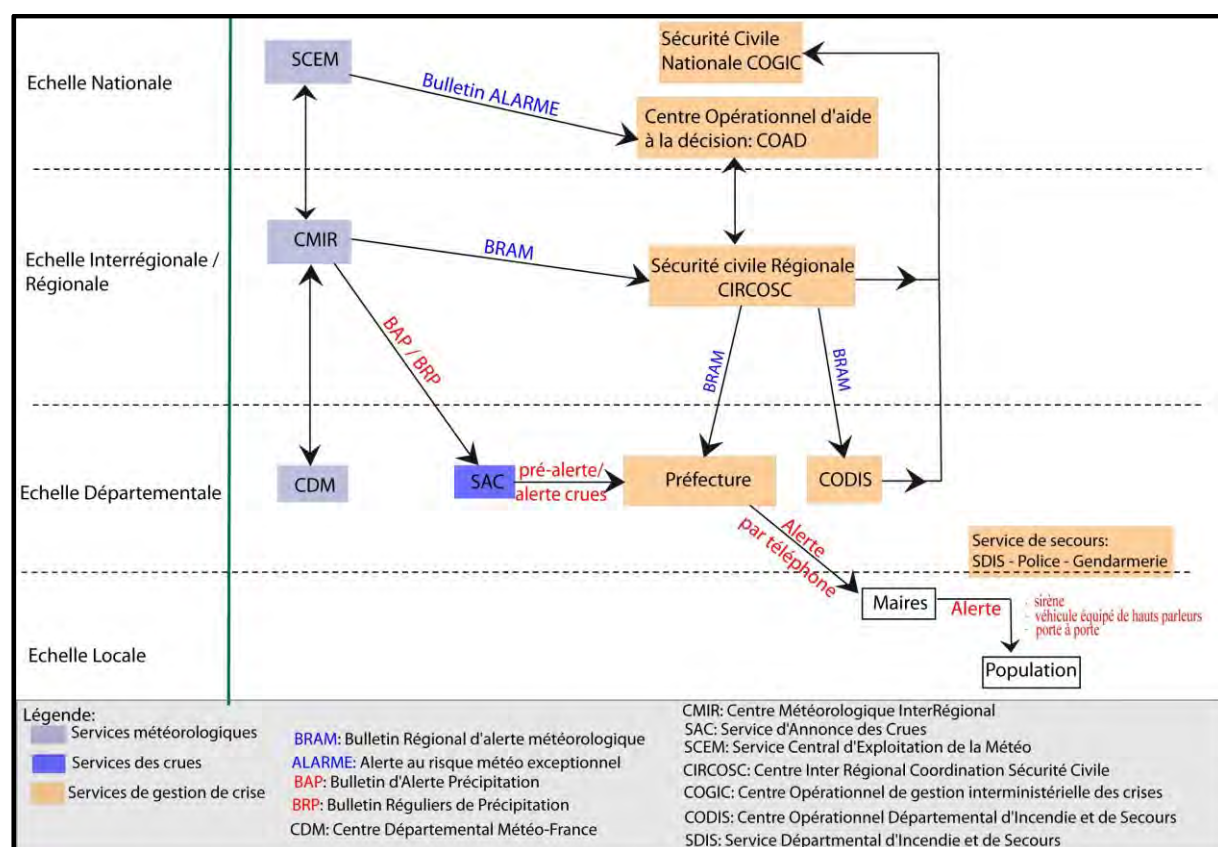 Echelle Nationale
SCEM
Bulletin ALARME
Sécurité Civile
Nationale COGIC
Centre Opérationnel d'aide
à la décision: COAD
Echelle Interrégionale /
Régionale
CMIR
BRAM
Sécurité civile Régionale
CIRCOSC
BAP / BRP
BRAM
BRAM
Echelle Départementale
CDM
SAC
pré-alerte/
alerte crues
Préfecture
CODIS
Alerte
par téléphone
Service de secours:
SDIS - Police - Gendarmerie
Echelle Locale
Maires
Alerte
- sirène
- véhicule équipé de hauts parleurs
- porte à porte
Population
Légende:
Services météorologiques
Services des crues
Services de gestion de crise
BRAM: Bulletin Régional d'alerte météorologique
ALARME: Alerte au risque météo exceptionnel
BAP: Bulletin d'Alerte Précipitation
BRP: Bulletin Réguliers de Précipitation
CDM: Centre Départemental Météo-France
CMIR: Centre Météorologique InterRégional
SAC: Service d'Annonce des Crues
SCEM: Service Central d'Exploitation de la Météo
CIRCOSC: Centre Inter Régional Coordination Sécurité Civile
COGIC: Centre Opérationnel de gestion interministérielle des crises
CODIS: Centre Opérationnel Départemental d'Incendie et de Secours
SDIS: Service Départmental d'Incendie et de Secours